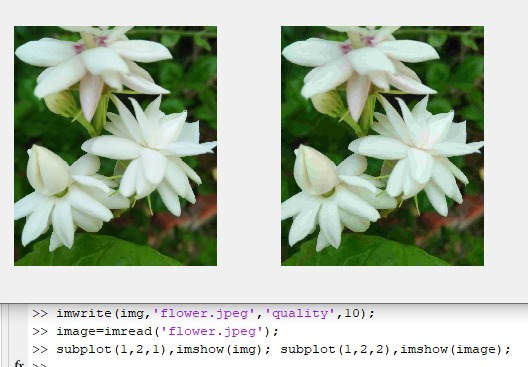 >> imwrite(img,'flower.jpeg','quality',10);
>> image=imread('flower.jpeg');
>> subplot(1,2,1),imshow(img); subplot(1,2,2),imshow(image);
fx >>